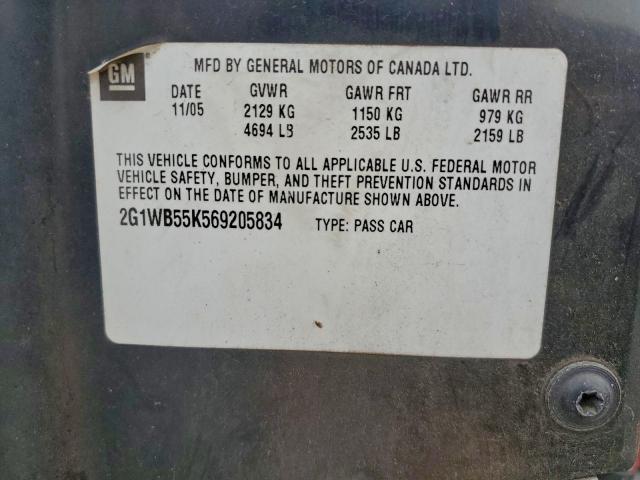 GM
MFD BY GENERAL MOTORS OF CANADA LTD.
DATE GVWR GAWR FRT GAWR RR
11/05 2129 KG 1150 KG 979 KG
4694 LB 2535 LB 2159 LB
THIS VEHICLE CONFORMS TO ALL APPLICABLE U.S. FEDERAL MOTOR
VEHICLE SAFETY, BUMPER, AND THEFT PREVENTION STANDARDS IN
EFFECT ON THE DATE OF MANUFACTURE SHOWN ABOVE.
2G1WB55K569205834 TYPE: PASS CAR